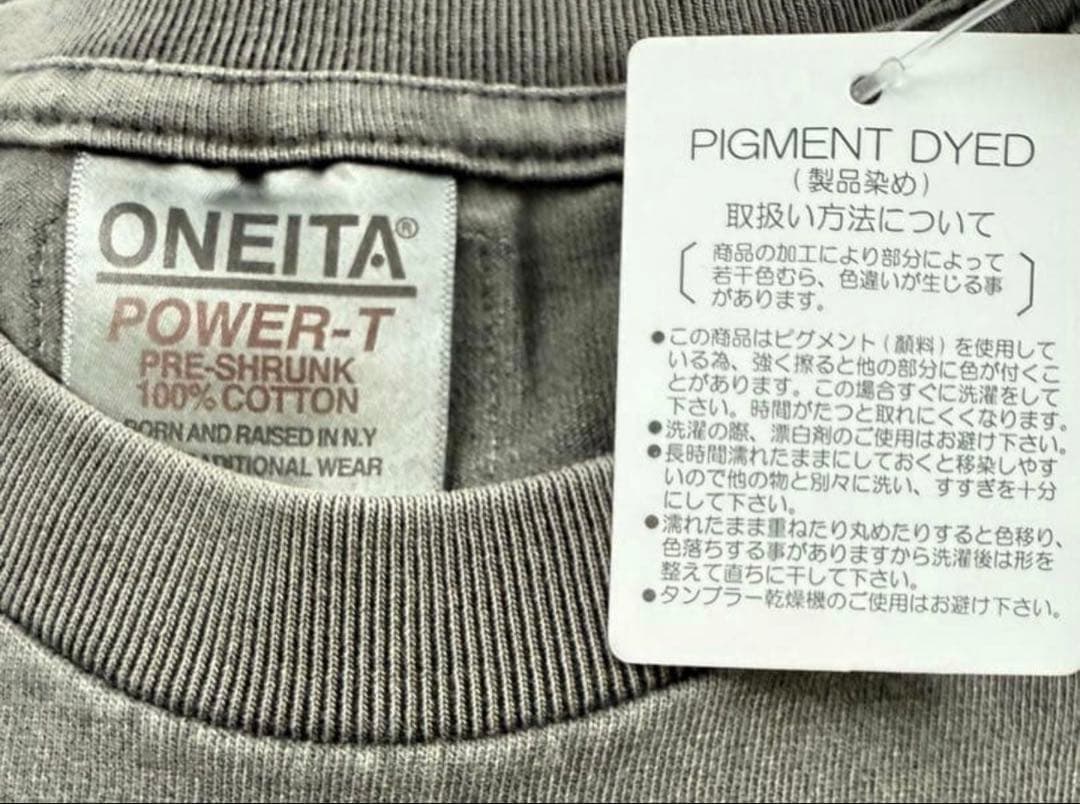 ONEITA®
POWER-T
PRE-SHRUNK
100% COTTON
BORN AND RAISED IN N.Y
WEAR
PIGMENT DYED
(製品染め)
取扱い方法について
商品の加工により部分によって
若干色むら、色違いが生じる事
があります。
●この商品はピグメント(顔料)を使用して
いる為、強く擦ると他の部分に色が付くこ
とがあります。この場合すぐに洗濯をして
下さい。時間がたつと取れにくくなります。
●洗濯の際、漂白剤のご使用はお避け下さい。
●長時間濡れたままにしておくと移染しやす
いので他の物と別々に洗い、すすぎを十分
にして下さい。
●濡れたまま重ねたり丸めたりすると色移り、
色落ちする事がありますから洗濯後は形を
整えて直ちに干して下さい。
●タンブラー乾燥機のご使用はお避け下さい。